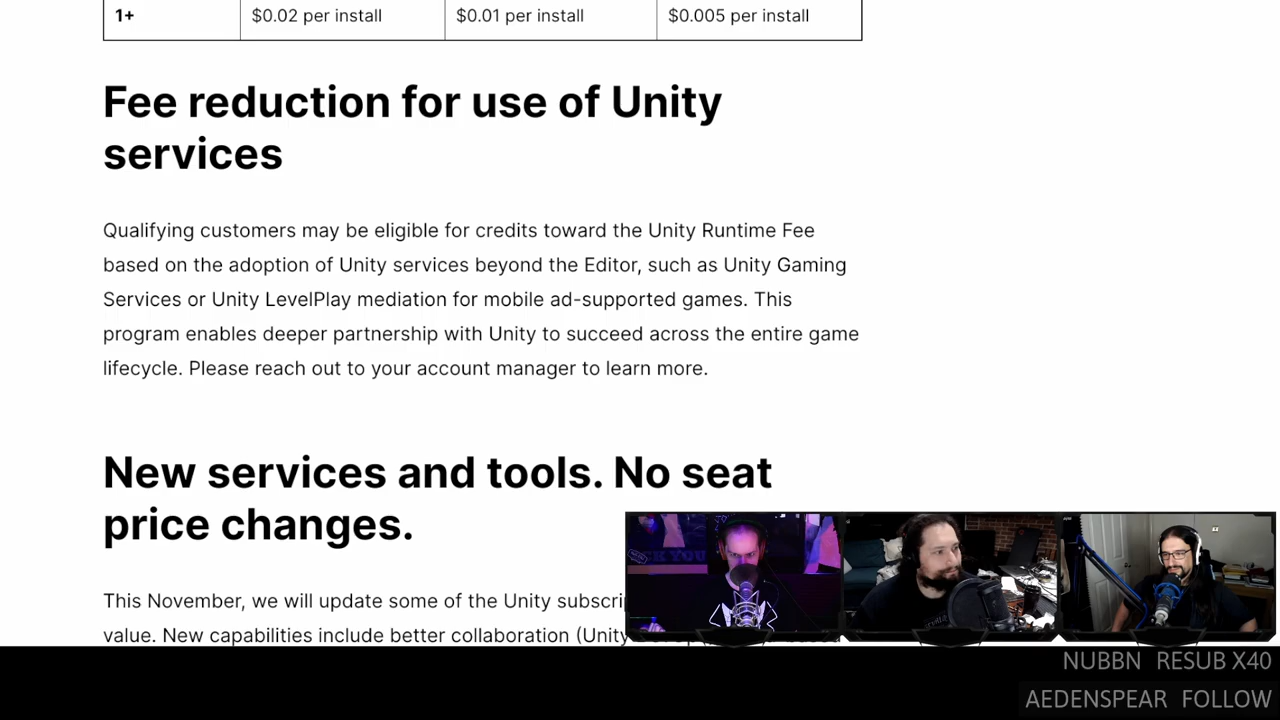 1+ $0.02 per install $0.01 per install $0.005 per install
Fee reduction for use of Unity
services
Qualifying customers may be eligible for credits toward the Unity Runtime Fee
based on the adoption of Unity services beyond the Editor, such as Unity Gaming
Services or Unity LevelPlay mediation for mobile ad-supported games. This
program enables deeper partnership with Unity to succeed across the entire game
lifecycle. Please reach out to your account manager to learn more.
New services and tools. No seat
price changes.
This November, we will update some of the Unity
value. New capabilities include better collaboration (Unity
NUBBN RESUB X40
AEDENSPEAR FOLLOW